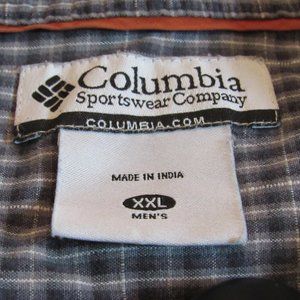 Columbia
Sportswear Company
COLUMBIA.COM
MADE IN INDIA
XXL
MEN'S